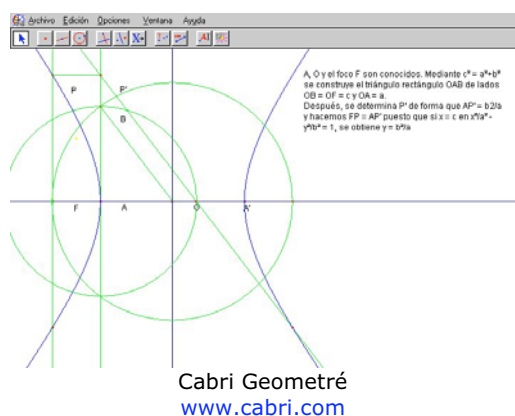 Archivo Edición Opciones Ventana Ayuda
A, O y el foco F son conocidos. Mediante c² = a²+b²
se construye el triángulo rectángulo OAB de lados
OB = OF = c y OA = a.
Después, se determina P' de forma que AP' = b2/a
y hacemos FP = AP' puesto que si x = c en x²/a² -
y²/b² = 1, se obtiene y = b²/a
P P'
B
F A O A'
Cabri Geometré
www.cabri.com